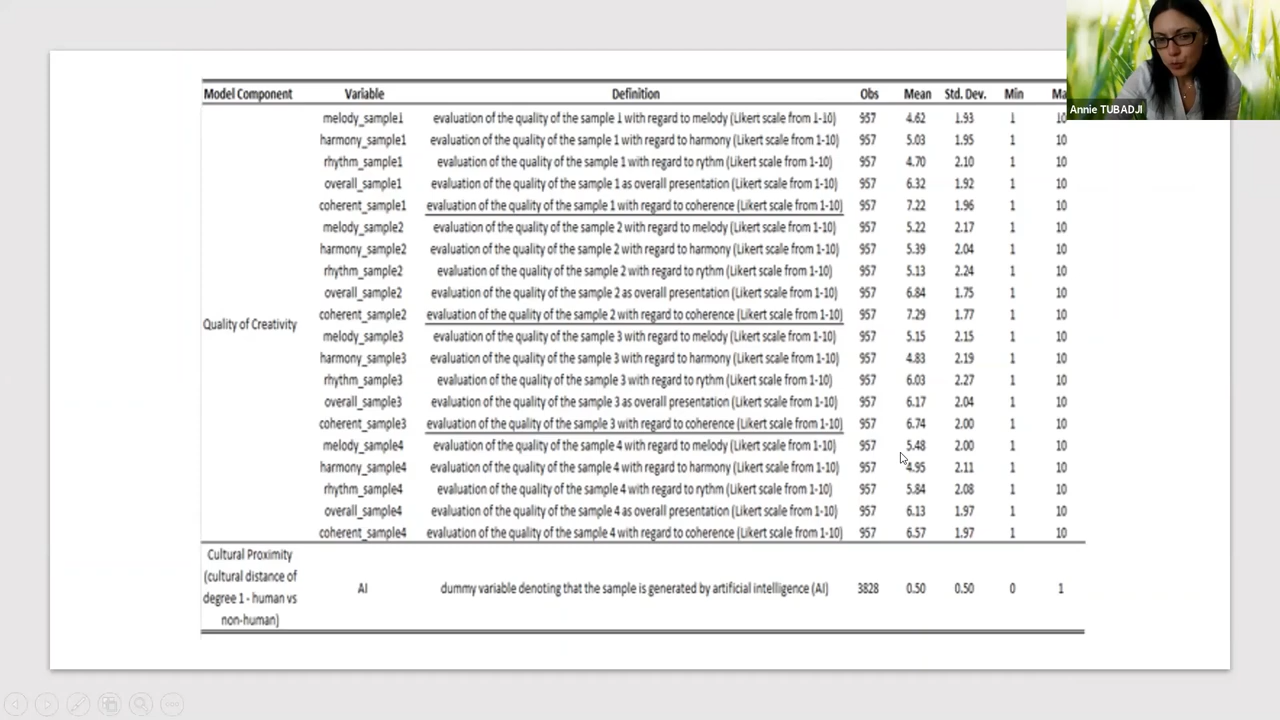 Annie TUBADJI
Model Component Variable Definition Obs Mean Std. Dev. Min Ma
melody_sample1 evaluation of the quality of the sample 1 with regard to melody (Likert scale from 1-10) 957 4.62 1.93 1 10
harmony_sample1 evaluation of the quality of the sample 1 with regard to harmony (Likert scale from 1-10) 957 5.03 1.95 1 10
rhythm_sample1 evaluation of the quality of the sample 1 with regard to rythm (Likert scale from 1-10) 957 4.70 2.10 1 10
overall_sample1 evaluation of the quality of the sample 1 as overall presentation (Likert scale from 1-10) 957 6.32 1.92 1 10
coherent_sample1 evaluation of the quality of the sample 1 with regard to coherence (Likert scale from 1-10) 957 7.22 1.96 1 10
melody_sample2 evaluation of the quality of the sample 2 with regard to melody (Likert scale from 1-10) 957 5.22 2.17 1 10
harmony_sample2 evaluation of the quality of the sample 2 with regard to harmony (Likert scale from 1-10) 957 5.39 2.04 1 10
rhythm_sample2 evaluation of the quality of the sample 2 with regard to rythm (Likert scale from 1-10) 957 5.13 2.24 1 10
overall_sample2 evaluation of the quality of the sample 2 as overall presentation (Likert scale from 1-10) 957 6.84 1.75 1 10
coherent_sample2 evaluation of the quality of the sample 2 with regard to coherence (Likert scale from 1-10) 957 7.29 1.77 1 10
Quality of Creativity
melody_sample3 evaluation of the quality of the sample 3 with regard to melody (Likert scale from 1-10) 957 5.15 2.15 1 10
harmony_sample3 evaluation of the quality of the sample 3 with regard to harmony (Likert scale from 1-10) 957 4.83 2.19 1 10
rhythm_sample3 evaluation of the quality of the sample 3 with regard to rythm (Likert scale from 1-10) 957 6.03 2.27 1 10
overall_sample3 evaluation of the quality of the sample 3 as overall presentation (Likert scale from 1-10) 957 6.17 2.04 1 10
coherent_sample3 evaluation of the quality of the sample 3 with regard to coherence (Likert scale from 1-10) 957 6.74 2.00 1 10
melody_sample4 evaluation of the quality of the sample 4 with regard to melody (Likert scale from 1-10) 957 5.48 2.00 1 10
harmony_sample4 evaluation of the quality of the sample 4 with regard to harmony (Likert scale from 1-10) 957 4.95 2.11 1 10
rhythm_sample4 evaluation of the quality of the sample 4 with regard to rythm (Likert scale from 1-10) 957 5.84 2.08 1 10
overall_sample4 evaluation of the quality of the sample 4 as overall presentation (Likert scale from 1-10) 957 6.13 1.97 1 10
coherent_sample4 evaluation of the quality of the sample 4 with regard to coherence (Likert scale from 1-10) 957 6.57 1.97 1 10
Cultural Proximity
(cultural distance of
degree 1 - human vs
non-human)
AI dummy variable denoting that the sample is generated by artificial intelligence (AI) 3828 0.50 0.50 0 1